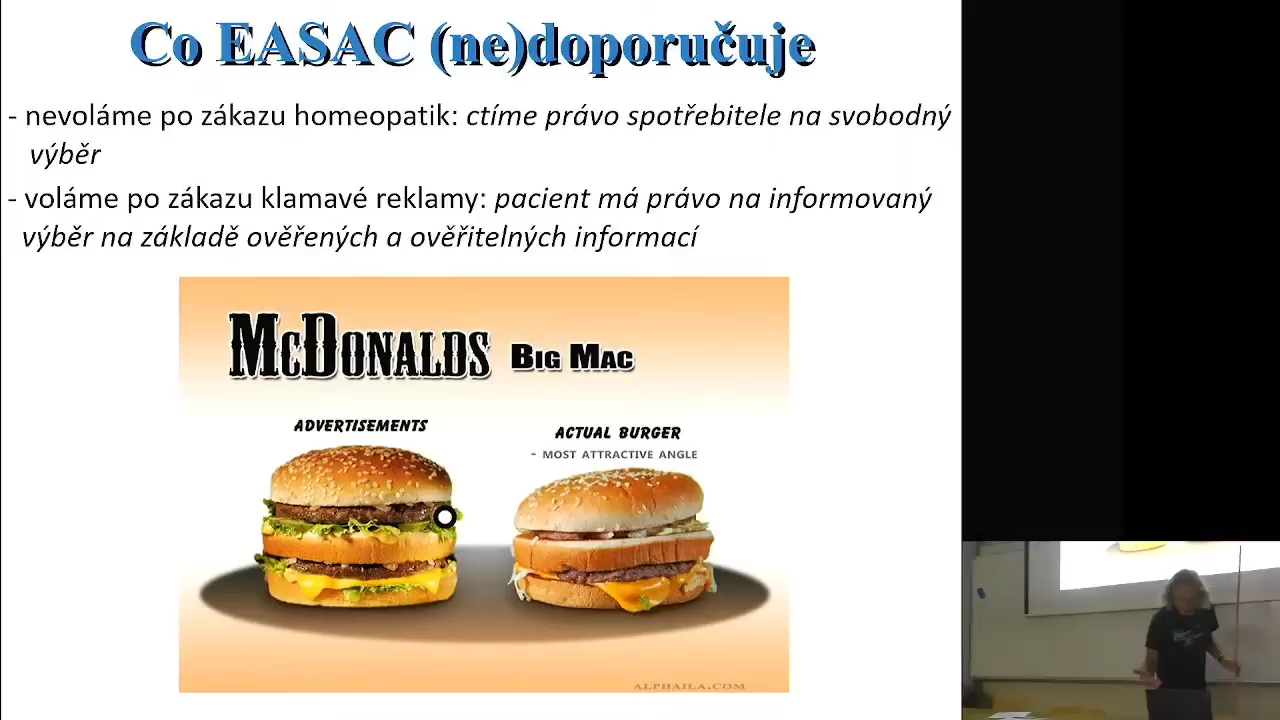 Co EASAC (ne)doporučuje
- nevoláme po zákazu homeopatik: ctíme právo spotřebitele na svobodný
výběr
- voláme po zákazu klamavé reklamy: pacient má právo na informovaný
výběr na základě ověřených a ověřitelných informací
McDonalds Big Mac
ADVERTISEMENTS
ACTUAL BURGER
- MOST ATTRACTIVE ANGLE
ALPHAILA.COM